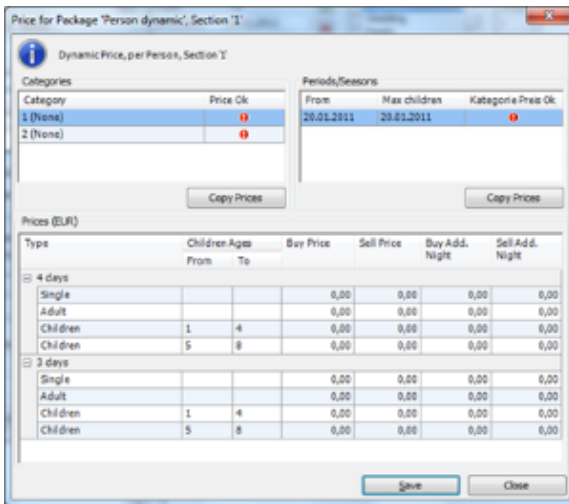 Price for Package 'Person dynamic', Section '1'
Dynamic Price, per Person, Section '1'
Categories
Category Price Ok
1 (None)
2 (None)
Copy Prices
Periods/Seasons
From Max children Kategorie Preis Ok
20.01.2011 20.01.2011
Copy Prices
Prices (EUR)
Type Children Ages Buy Price Sell Price Buy Add. Night Sell Add. Night
From To
4 days
Single 0,00 0,00 0,00 0,00
Adult 0,00 0,00 0,00 0,00
Children 1 4 0,00 0,00 0,00 0,00
Children 5 8 0,00 0,00 0,00 0,00
3 days
Single 0,00 0,00 0,00 0,00
Adult 0,00 0,00 0,00 0,00
Children 1 4 0,00 0,00 0,00 0,00
Children 5 8 0,00 0,00 0,00 0,00
Save Close